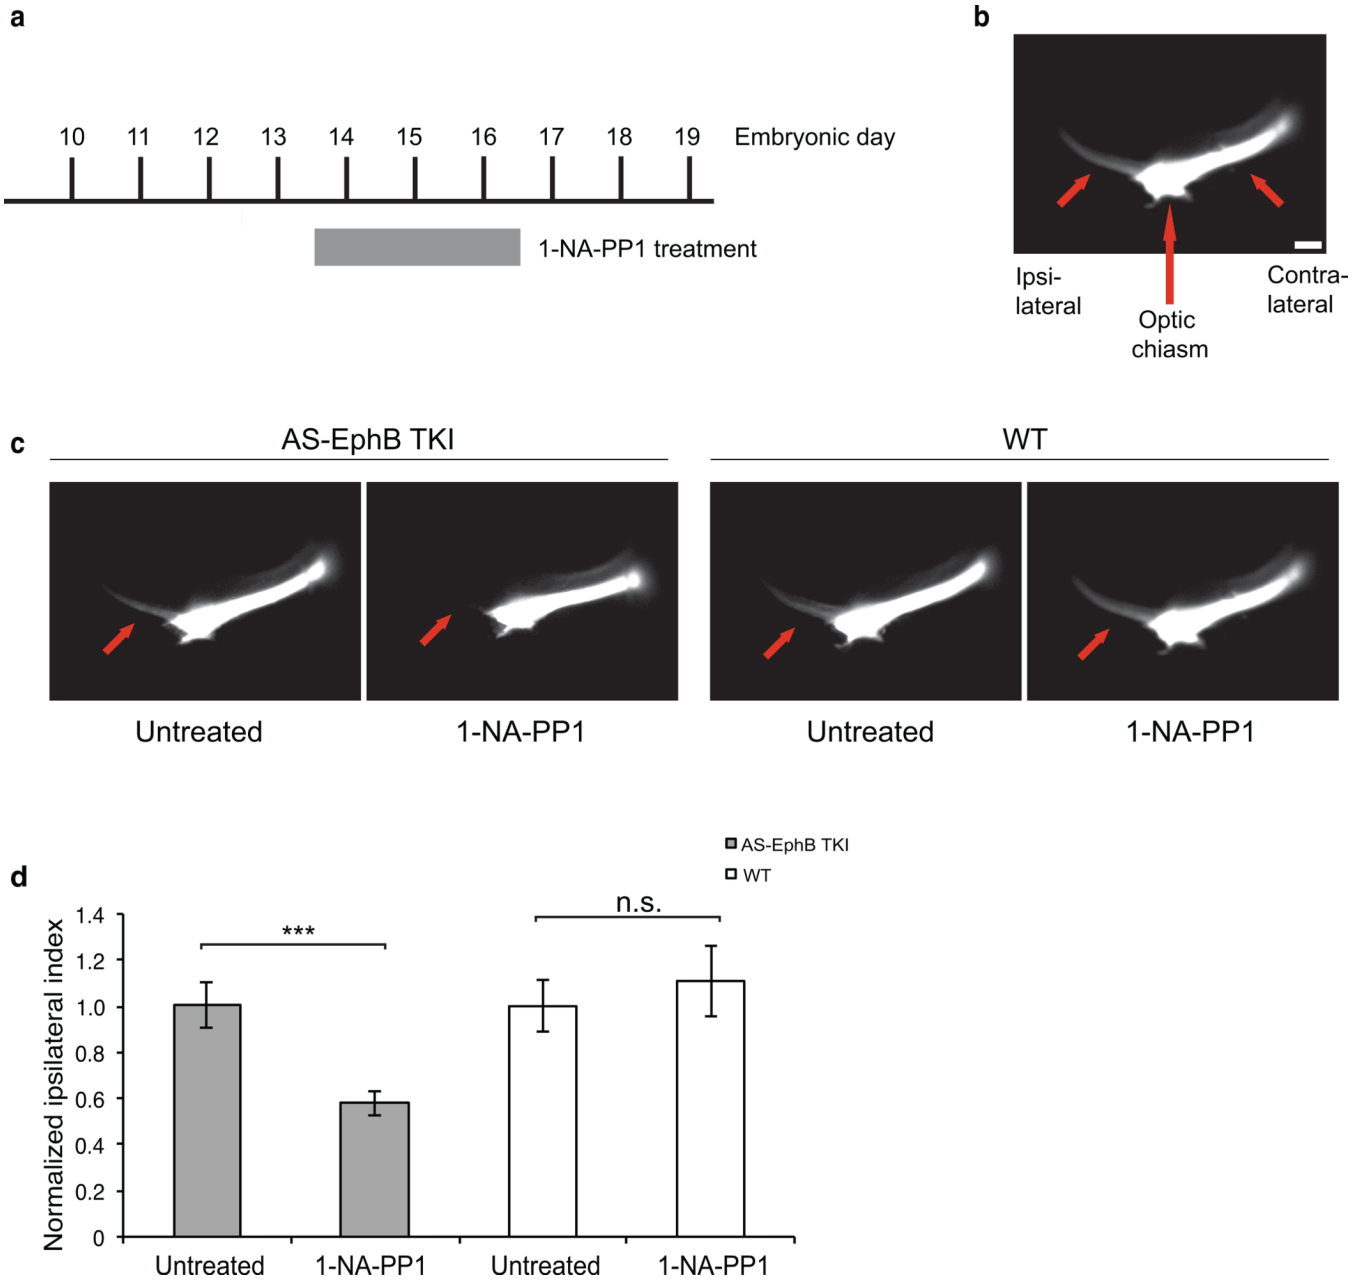 a
10 11 12 13 14 15 16 17 18 19 Embryonic day
1-NA-PP1 treatment
b
Ipsi-
lateral
Optic
chiasm
Contra-
lateral
c
AS-EphB TKI
WT
Untreated
1-NA-PP1
Untreated
1-NA-PP1
d
AS-EphB TKI
WT
Normalized ipsilateral index
1.4
1.2
1.0
0.8
0.6
0.4
0.2
0
***
n.s.
Untreated
1-NA-PP1
Untreated
1-NA-PP1